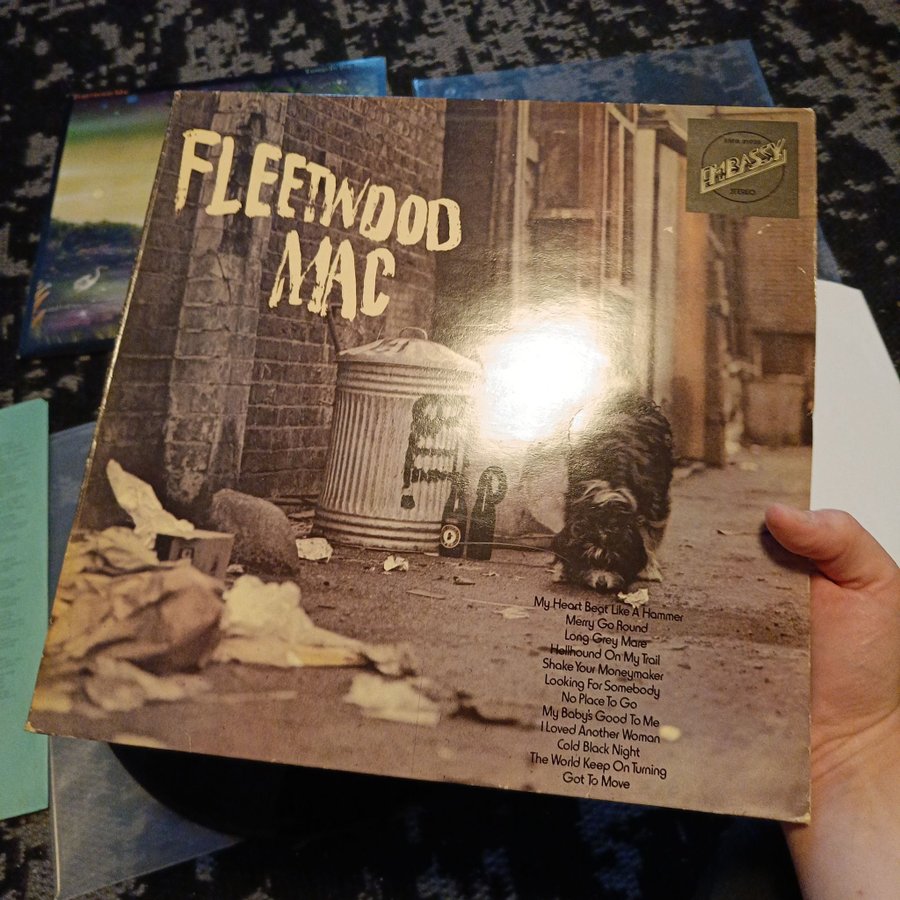 FLEETWOOD
MAC
EMBASSY
STEREO
My Heart Beat Like A Hammer
Merry Go Round
Long Grey Mare
Hellhound On My Trail
Shake Your Moneymaker
Looking For Somebody
No Place To Go
My Baby's Good To Me
I Loved Another Woman
Cold Black Night
The World Keep On Turning
Got To Move